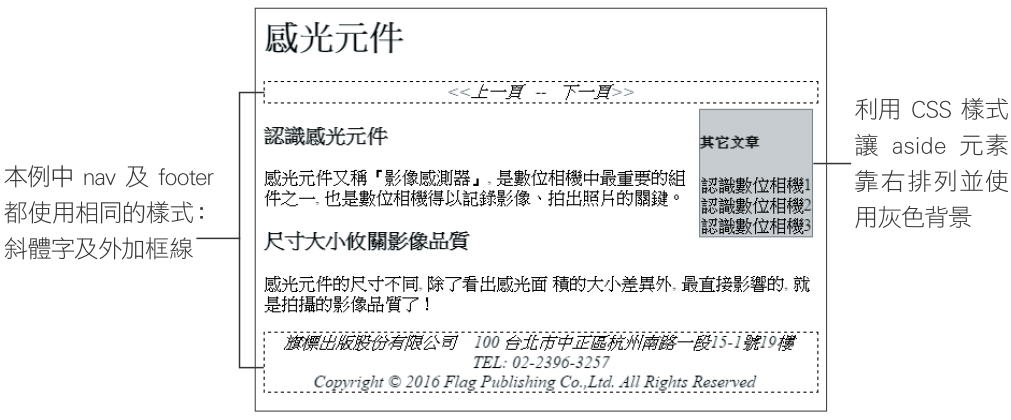 感光元件
<<上一頁 -- 下一頁>>
認識感光元件
感光元件又稱『影像感測器』, 是數位相機中最重要的組
件之一, 也是數位相機得以記錄影像、拍出照片的關鍵。
尺寸大小攸關影像品質
感光元件的尺寸不同, 除了看出感光面 積的大小差異外, 最直接影響的, 就
是拍攝的影像品質了！
其它文章
認識數位相機1
認識數位相機2
認識數位相機3
旗標出版股份有限公司 100 台北市中正區杭州南路一段15-1號19樓
TEL: 02-2396-3257
Copyright © 2016 Flag Publishing Co.,Ltd. All Rights Reserved
本例中 nav 及 footer
都使用相同的樣式：
斜體字及外加框線
利用 CSS 樣式
讓 aside 元素
靠右排列並使
用灰色背景